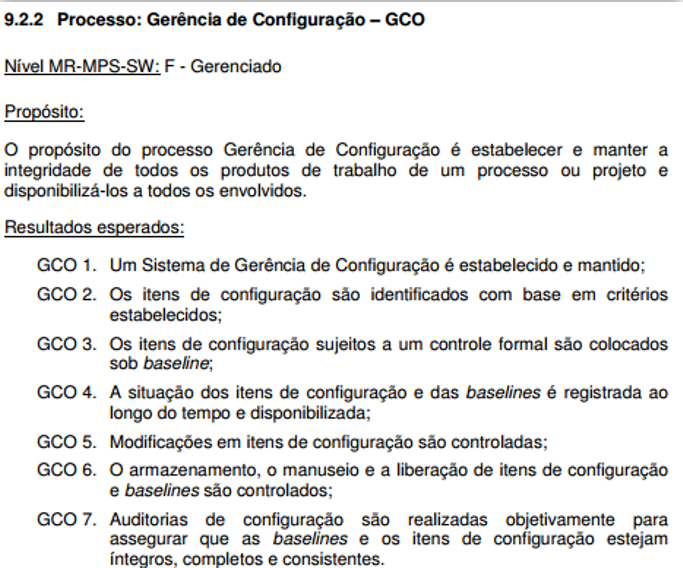 9.2.2 Processo: Gerência de Configuração – GCO
Nível MR-MPS-SW: F - Gerenciado
Propósito:
O propósito do processo Gerência de Configuração é estabelecer e manter a
integridade de todos os produtos de trabalho de um processo ou projeto e
disponibilizá-los a todos os envolvidos.
Resultados esperados:
GCO 1. Um Sistema de Gerência de Configuração é estabelecido e mantido;
GCO 2. Os itens de configuração são identificados com base em critérios
estabelecidos;
GCO 3. Os itens de configuração sujeitos a um controle formal são colocados
sob baseline;
GCO 4. A situação dos itens de configuração e das baselines é registrada ao
longo do tempo e disponibilizada;
GCO 5. Modificações em itens de configuração são controladas;
GCO 6. O armazenamento, o manuseio e a liberação de itens de configuração
e baselines são controlados;
GCO 7. Auditorias de configuração são realizadas objetivamente para
assegurar que as baselines e os itens de configuração estejam
íntegros, completos e consistentes.